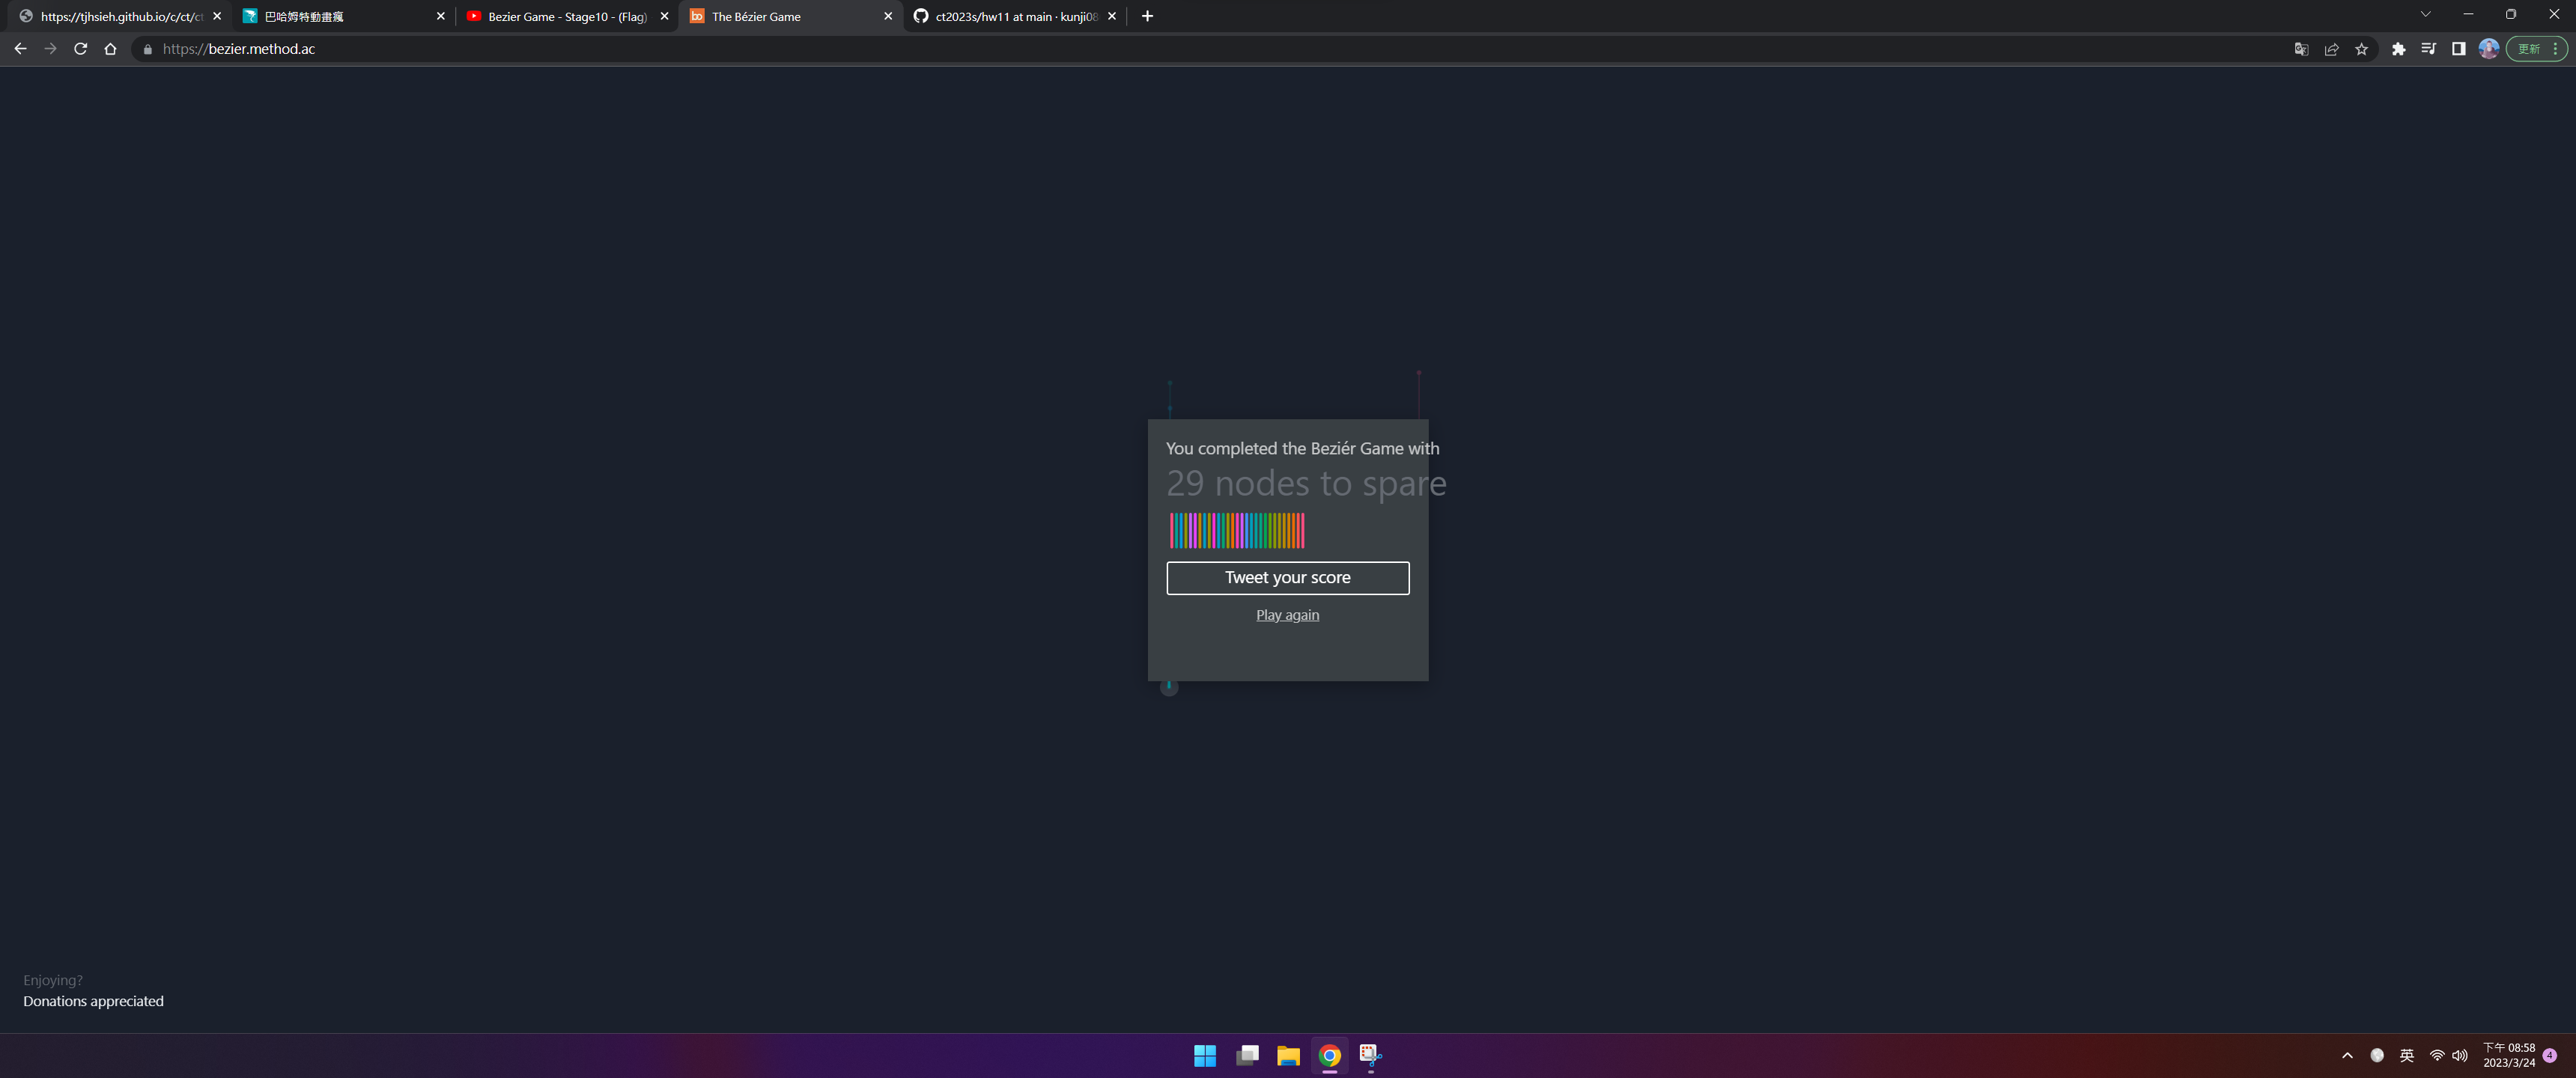 https://tjhsieh.github.io/c/ct/ct
巴哈姆特動畫瘋
Bezier Game - Stage10 - (Flag)
The Bézier Game
ct2023s/hw11 at main · kunji08
https://bezier.method.ac
更新
You completed the Beziér Game with
29 nodes to spare
Tweet your score
Play again
Enjoying?
Donations appreciated
英
下午 08:58
2023/3/24
4